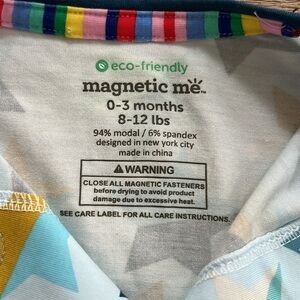 eco-friendly
magnetic me™
0-3 months
8-12 lbs
94% modal / 6% spandex
designed in new york city
made in china
WARNING
CLOSE ALL MAGNETIC FASTENERS
before drying to avoid product
damage due to excessive heat.
SEE CARE LABEL FOR ALL CARE INSTRUCTIONS.